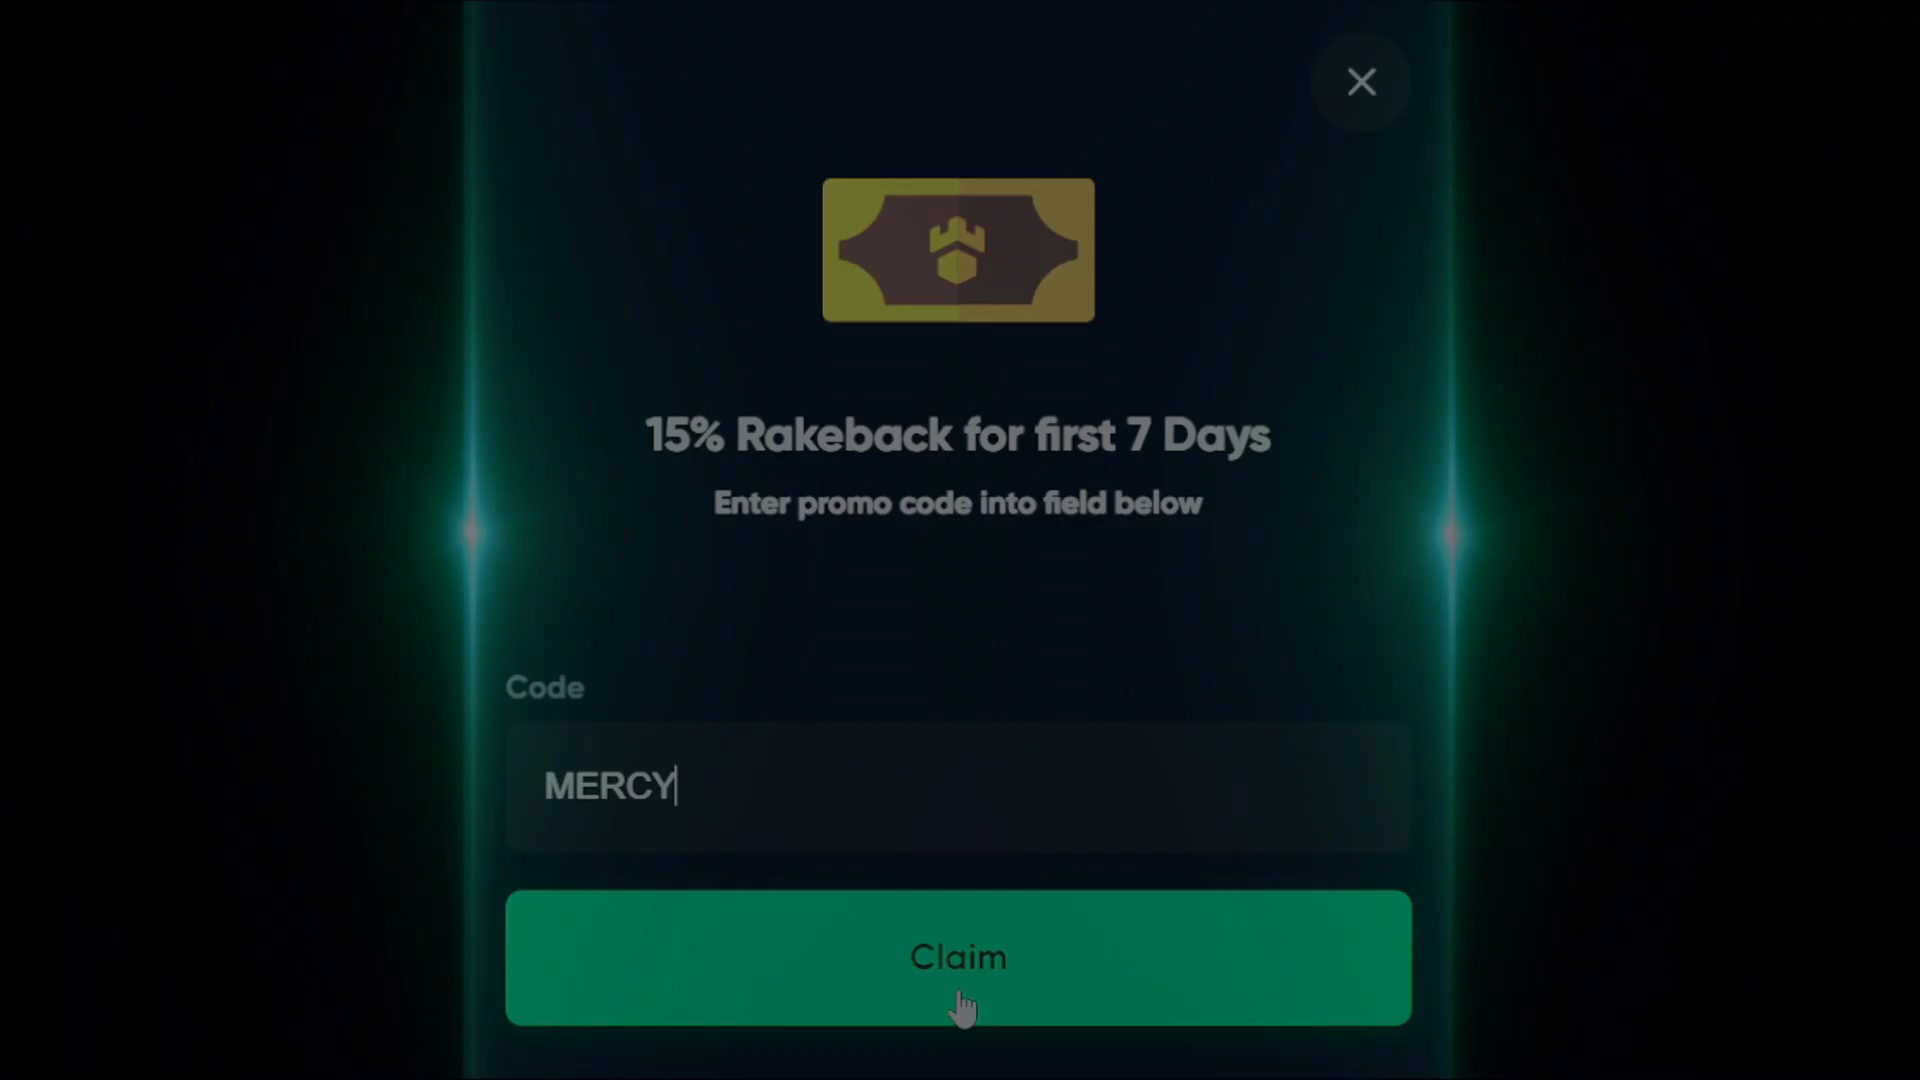 15% Rakeback for first 7 Days
Enter promo code into field below
Code
MERCY
Claim